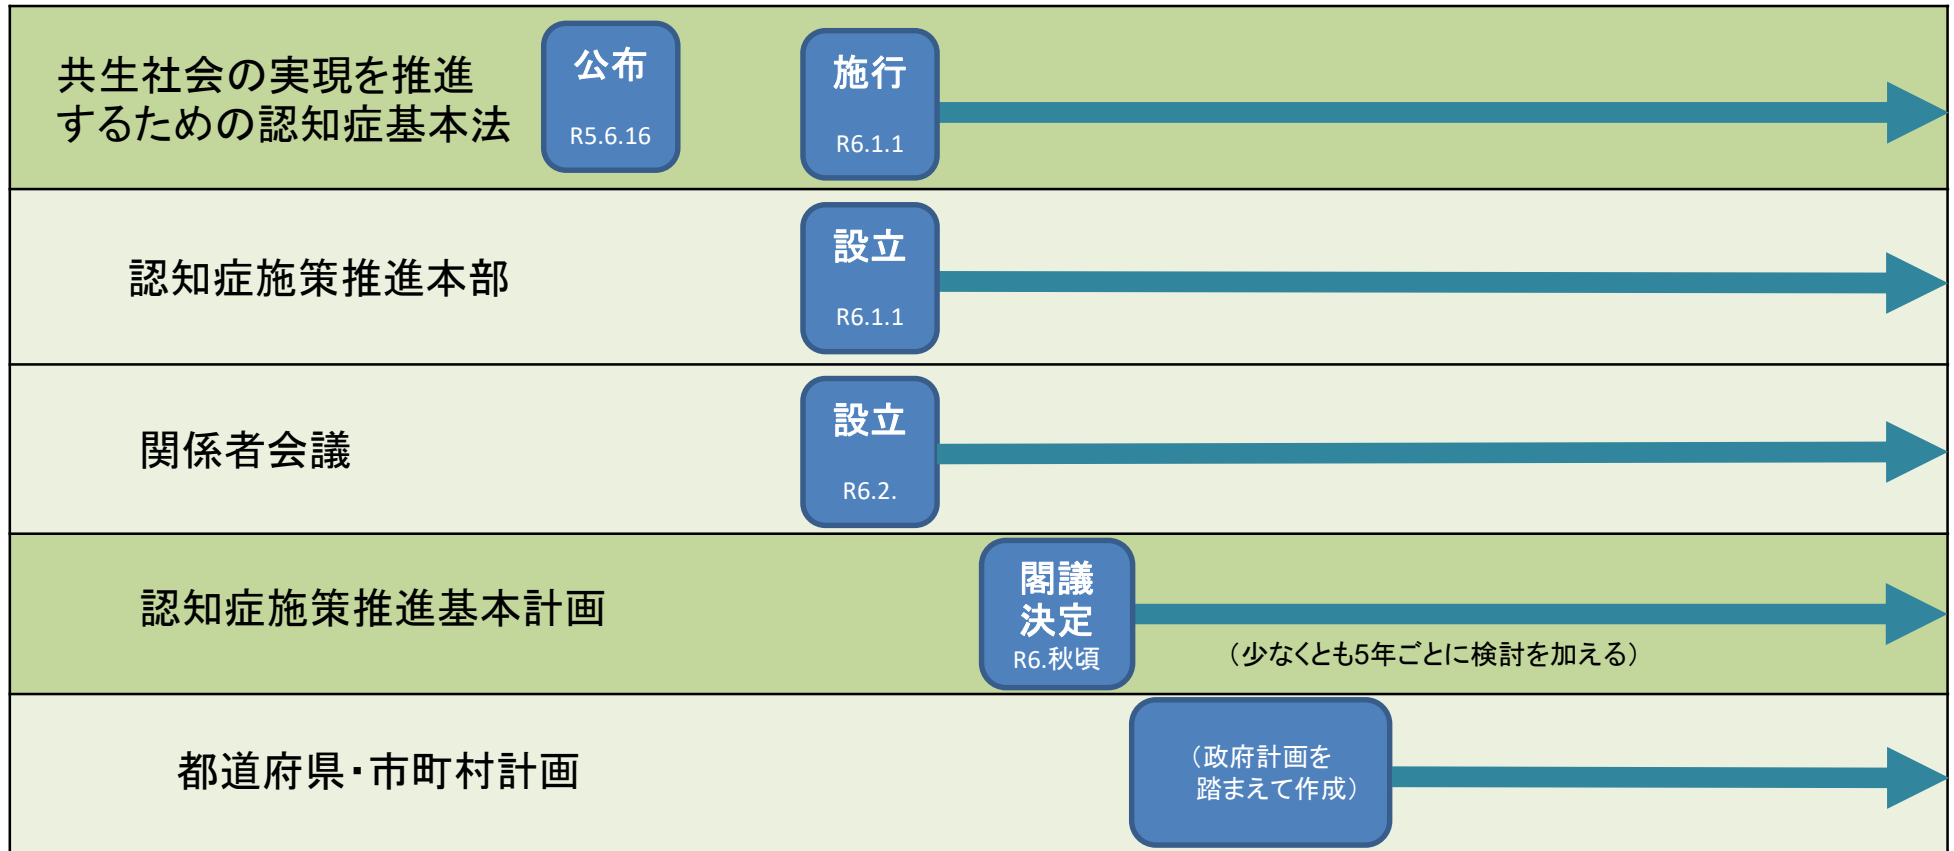 共生社会の実現を推進
するための認知症基本法
公布
R5.6.16
施行
R6.1.1
認知症施策推進本部
設立
R6.1.1
関係者会議
設立
R6.2.
認知症施策推進基本計画
閣議
決定
R6.秋頃
（少なくとも5年ごとに検討を加える）
都道府県・市町村計画
（政府計画を
踏まえて作成）